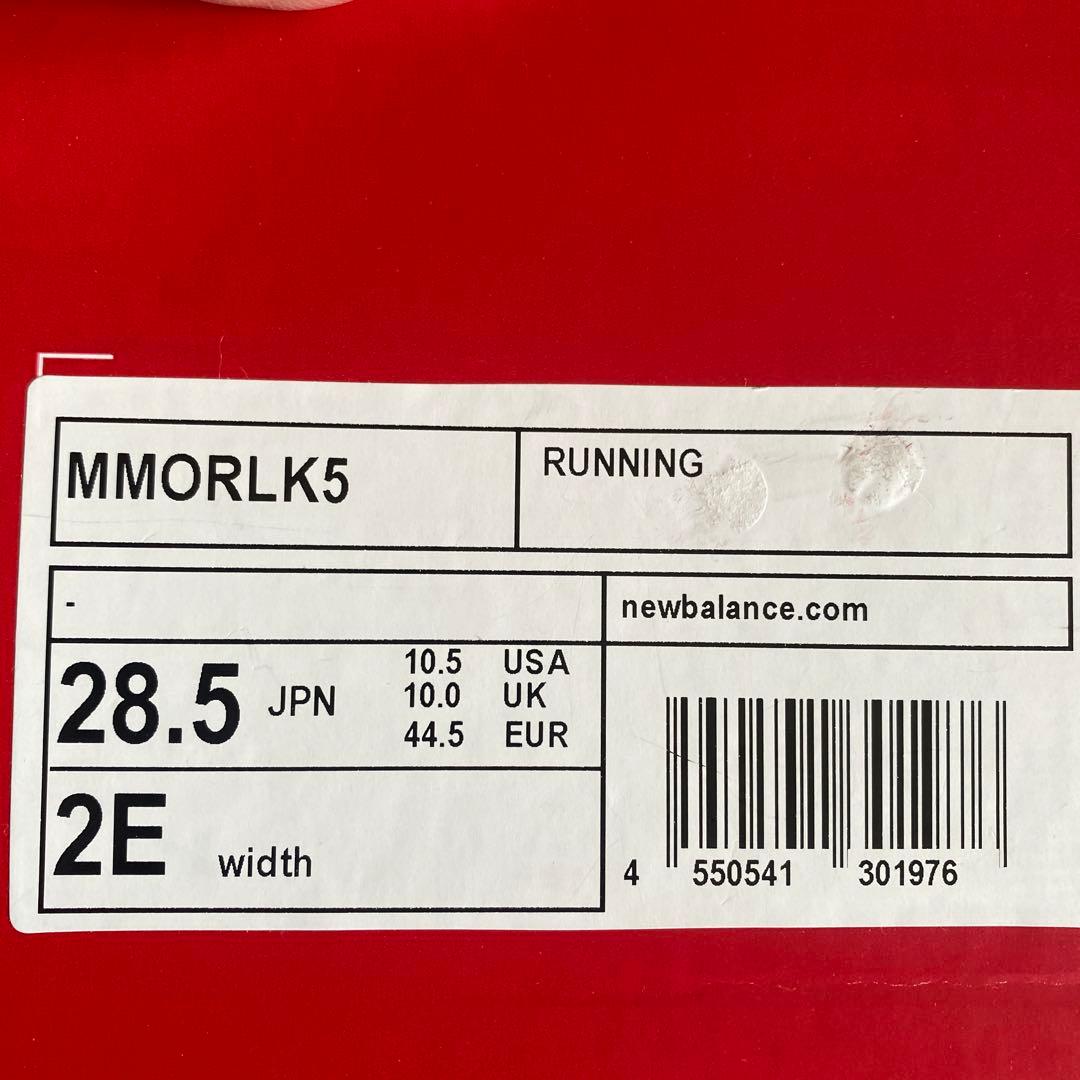 MMORLK5
RUNNING
-
newbalance.com
28.5 JPN
10.5 USA
10.0 UK
44.5 EUR
2E width
4 550541 301976